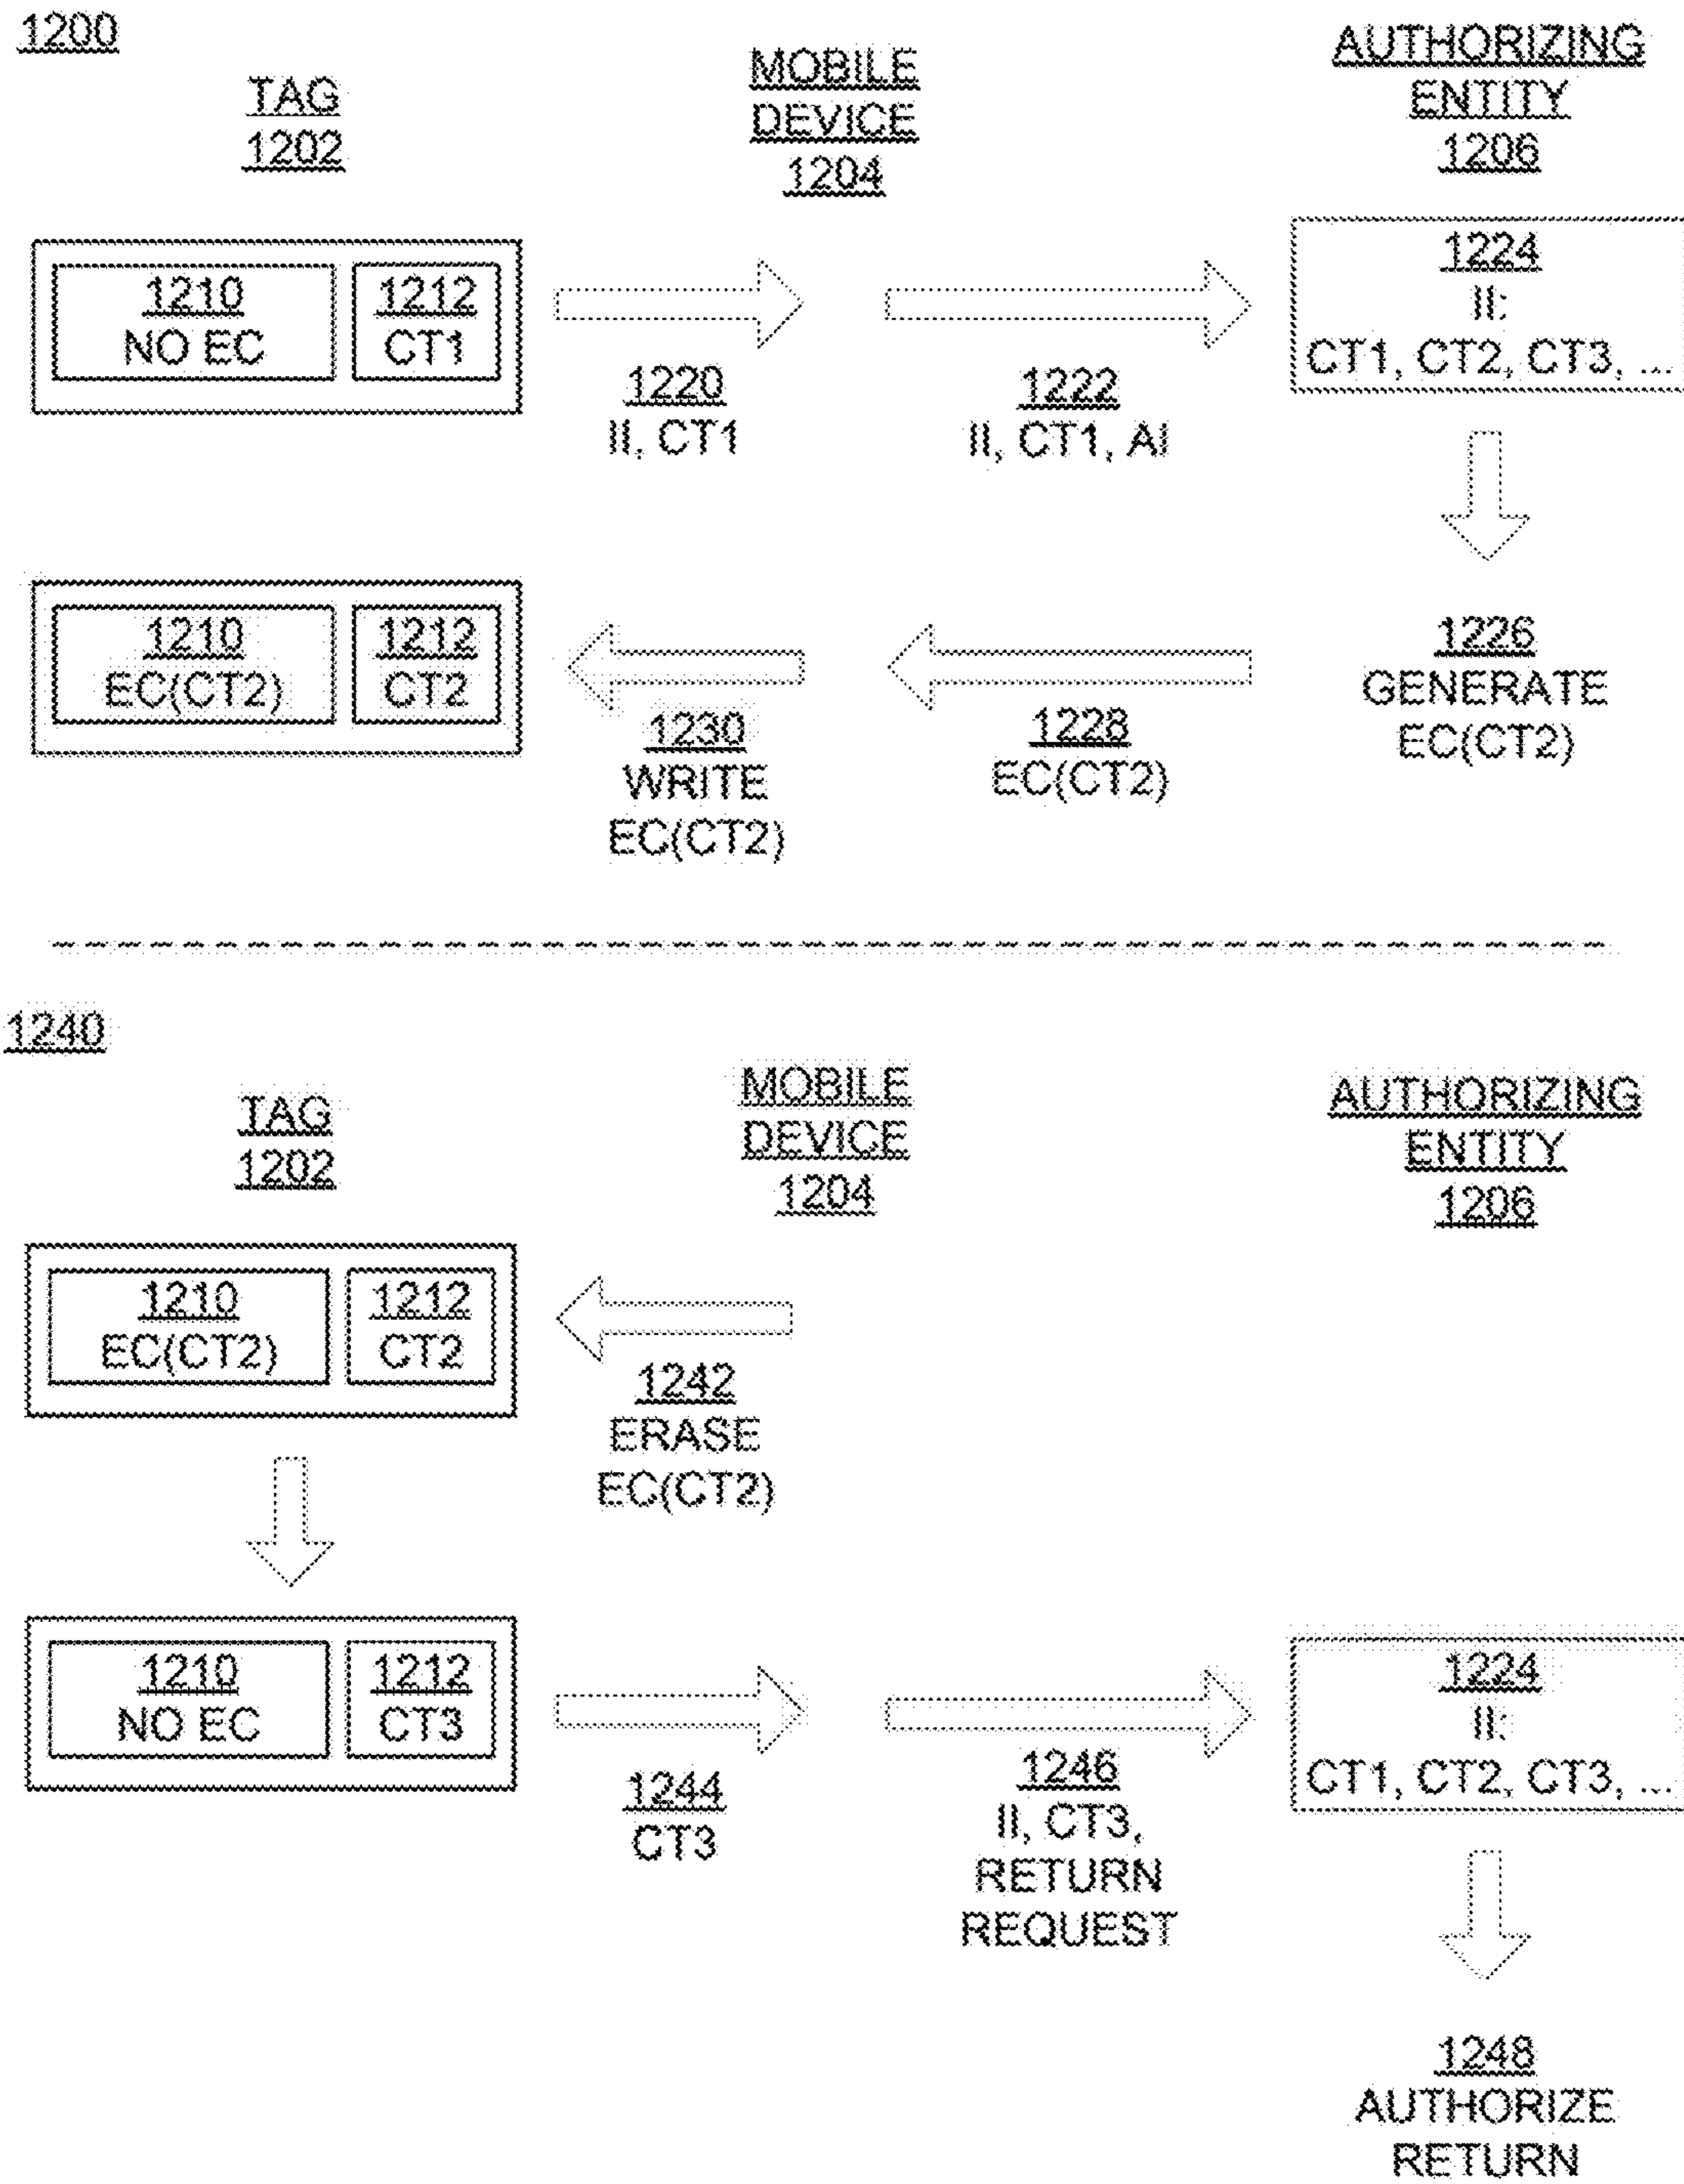 1200
TAG
1202
MOBILE
DEVICE
1204
AUTHORIZING
ENTITY
1206
1210
NO EC
1212
CT1
1220
II, CT1
1222
II, CT1, AI
1224
II:
CT1, CT2, CT3, ...
1210
EC(CT2)
1212
CT2
1230
WRITE
EC(CT2)
1228
EC(CT2)
1226
GENERATE
EC(CT2)
1240
TAG
1202
MOBILE
DEVICE
1204
AUTHORIZING
ENTITY
1206
1210
EC(CT2)
1212
CT2
1242
ERASE
EC(CT2)
1210
NO EC
1212
CT3
1244
CT3
1246
II, CT3,
RETURN
REQUEST
1224
II:
CT1, CT2, CT3, ...
1248
AUTHORIZE
RETURN